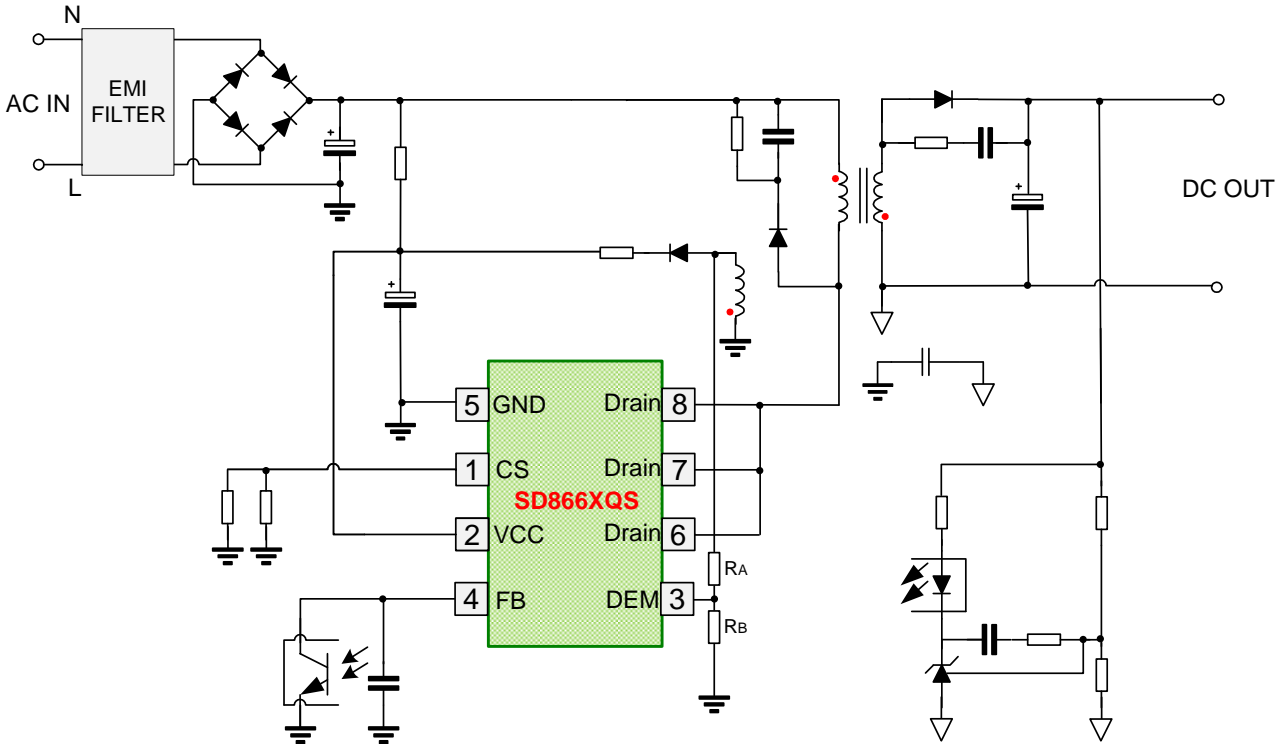 N
AC IN
EMI
FILTER
L
DC OUT
+
+
+
5 GND
Drain 8
1 CS
Drain 7
SD866XQS
2 VCC
Drain 6
RA
4 FB
DEM 3
RB